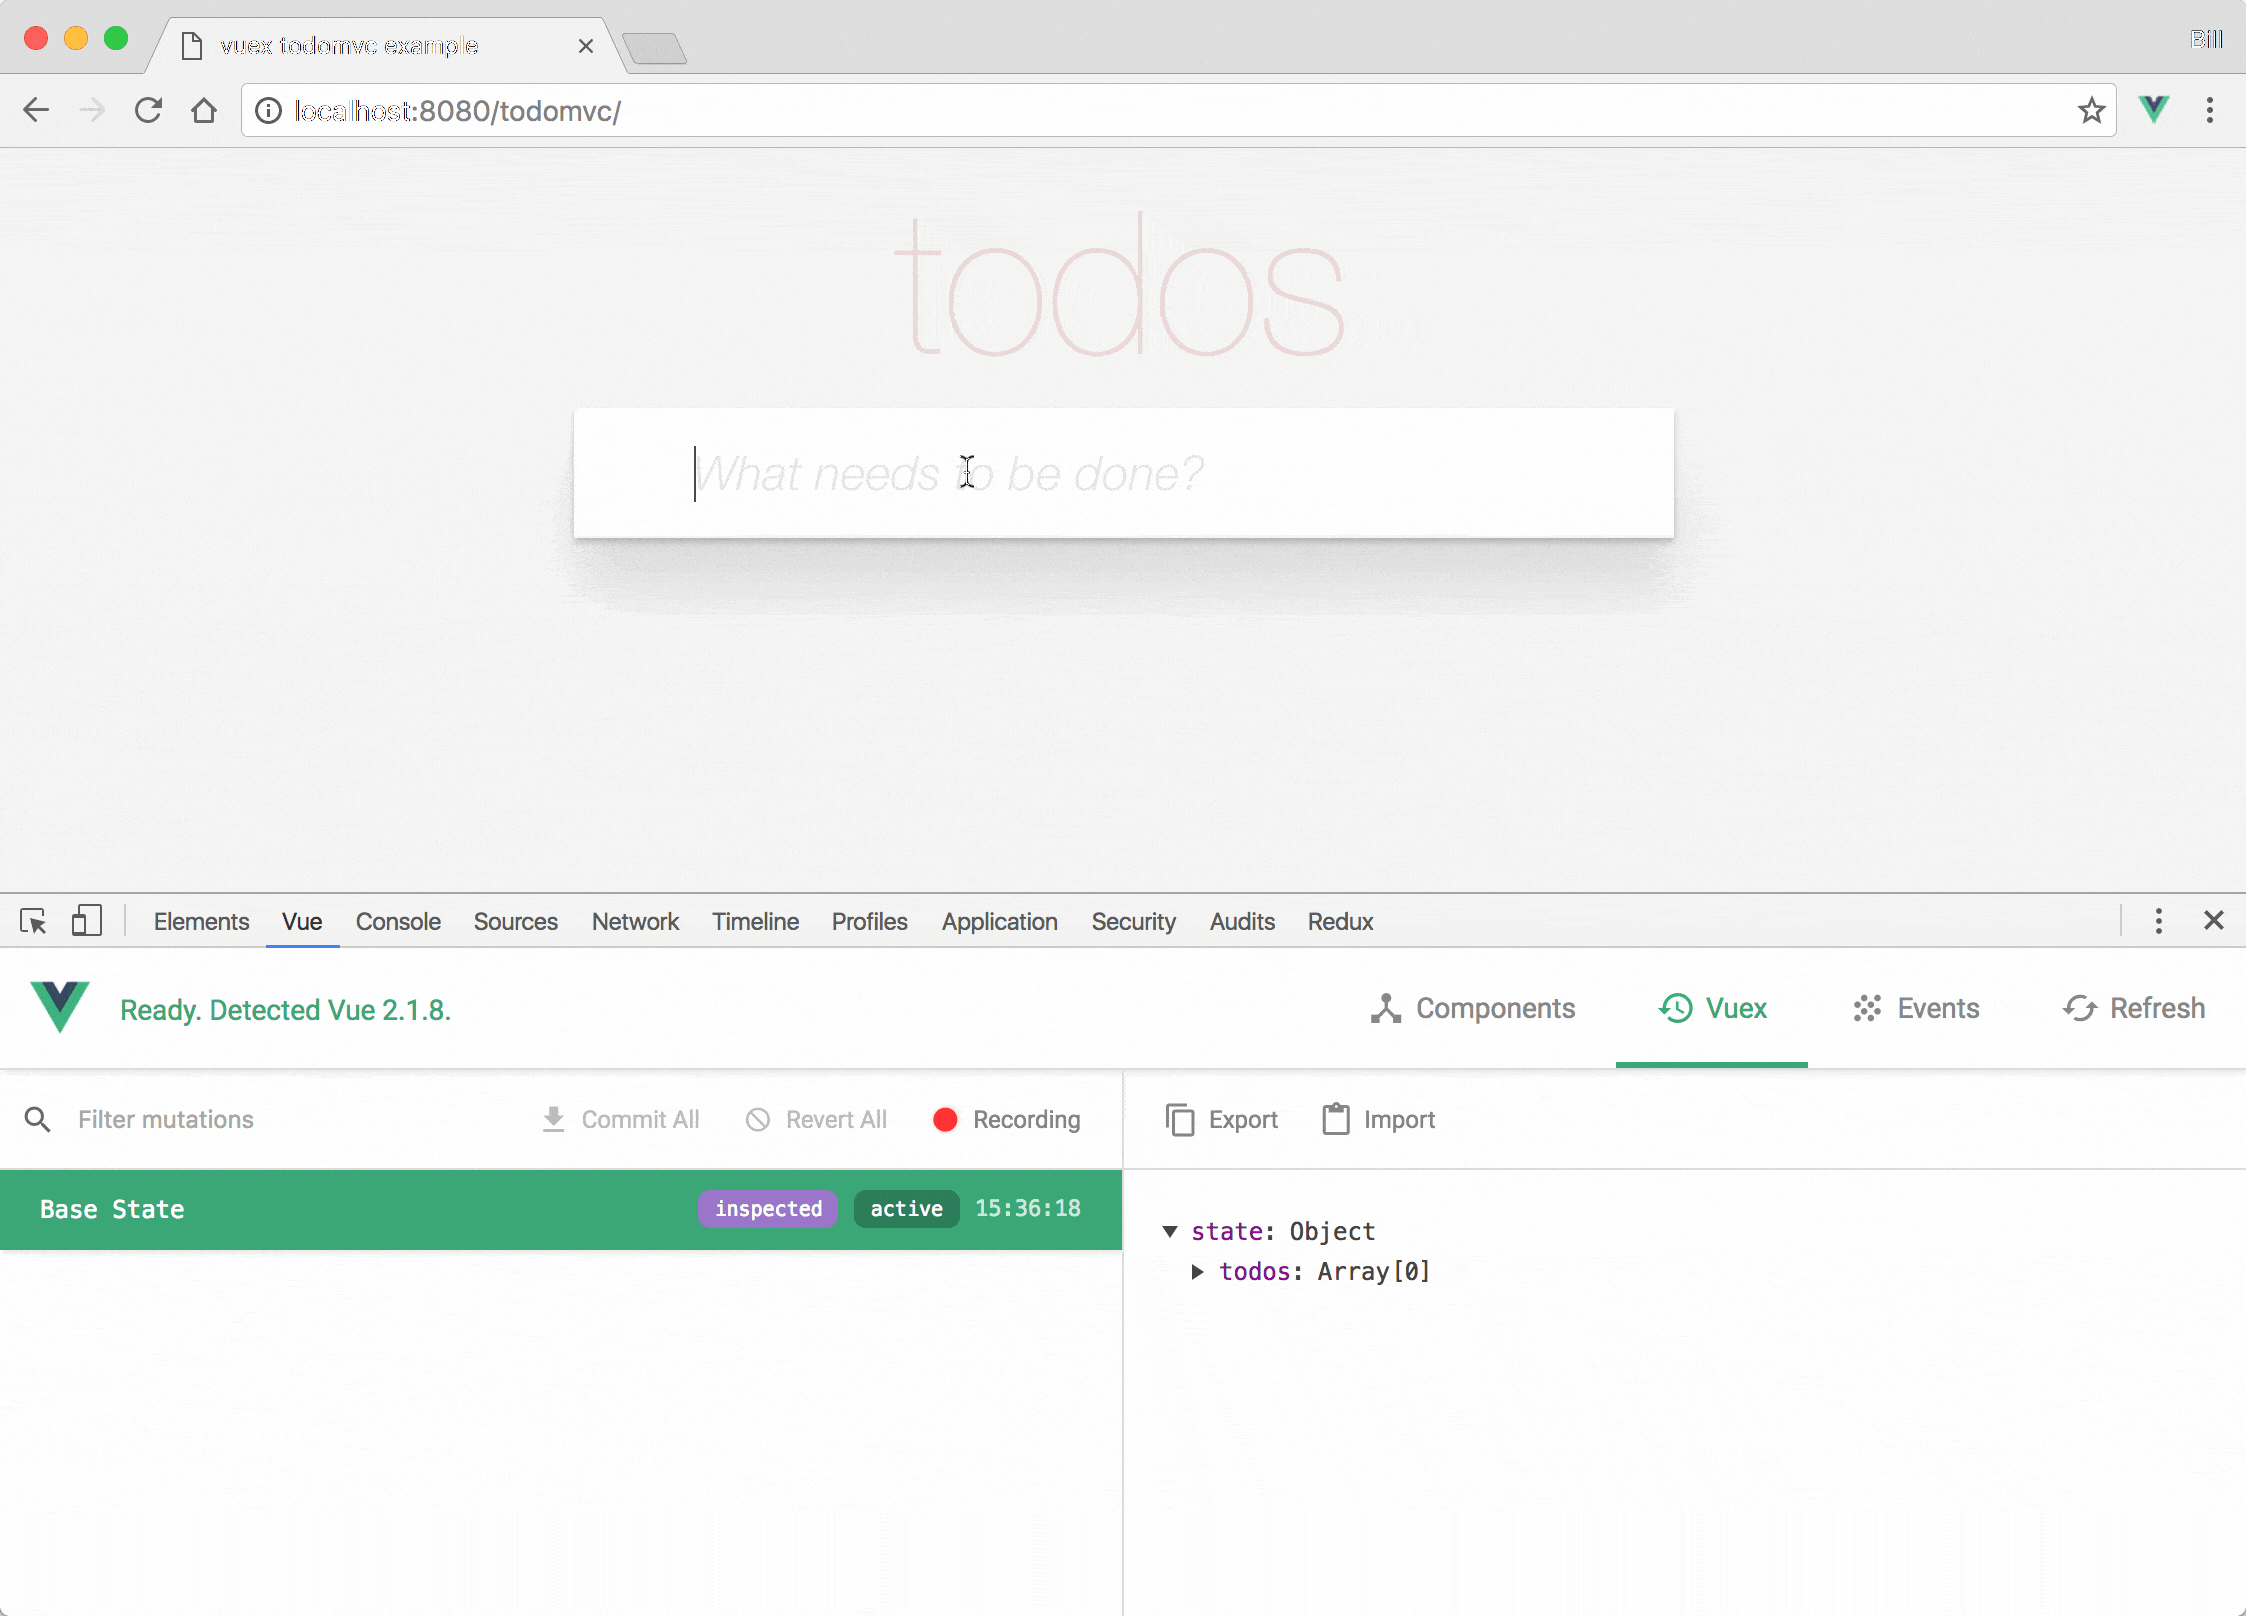 vuex todomvc example
Bill
localhost:8080/todomvc/
todos
What needs to be done?
Elements Vue Console Sources Network Timeline Profiles Application Security Audits Redux
Ready. Detected Vue 2.1.8.
Components Vuex Events Refresh
Filter mutations Commit All Revert All Recording
Export Import
Base State inspected active 15:36:18
state: Object
todos: Array[0]